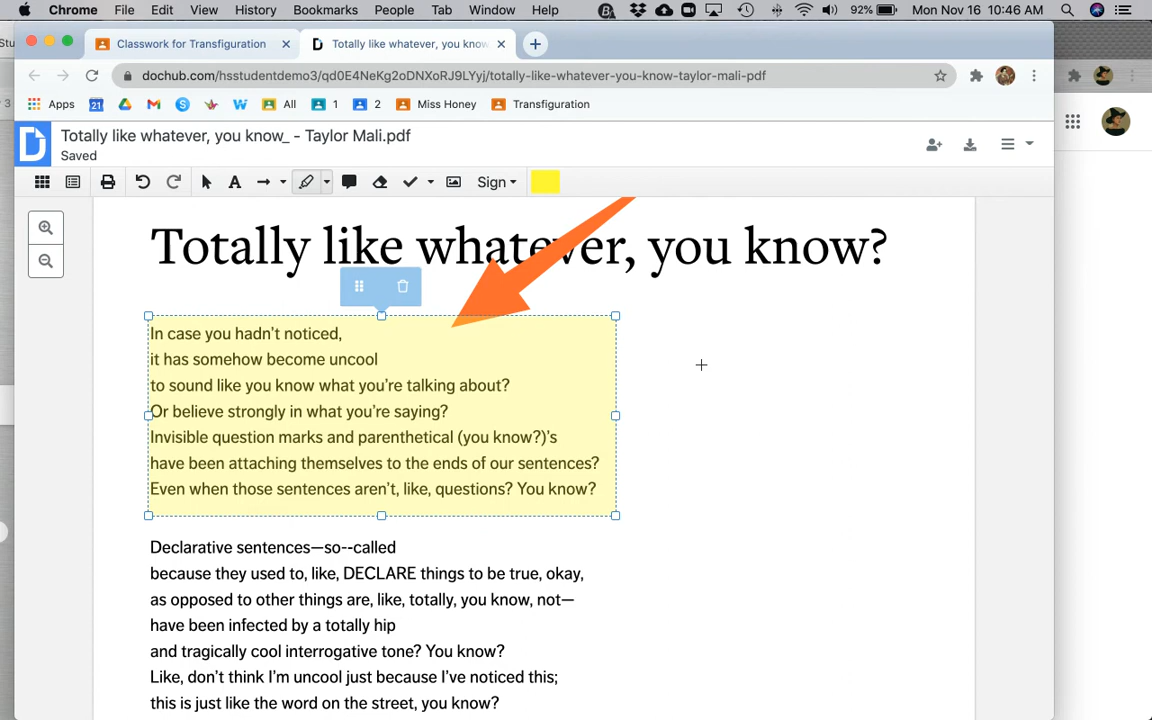 Chrome File Edit View History Bookmarks People Tab Window Help 92% Mon Nov 16 10:46 AM
Classwork for Transfiguration Totally like whatever, you know
dochub.com/hsstudentdemo3/qd0E4NeKg2oDNXoRJ9LYyj/totally-like-whatever-you-know-taylor-mali-pdf
Apps 21 All 1 2 Miss Honey Transfiguration
Totally like whatever, you know_ - Taylor Mali.pdf
Saved
Sign
Totally like whatever, you know?
In case you hadn't noticed,
it has somehow become uncool
to sound like you know what you're talking about?
Or believe strongly in what you're saying?
Invisible question marks and parenthetical (you know?)'s
have been attaching themselves to the ends of our sentences?
Even when those sentences aren't, like, questions? You know?
Declarative sentences—so--called
because they used to, like, DECLARE things to be true, okay,
as opposed to other things are, like, totally, you know, not—
have been infected by a totally hip
and tragically cool interrogative tone? You know?
Like, don't think I'm uncool just because I've noticed this;
this is just like the word on the street, you know?